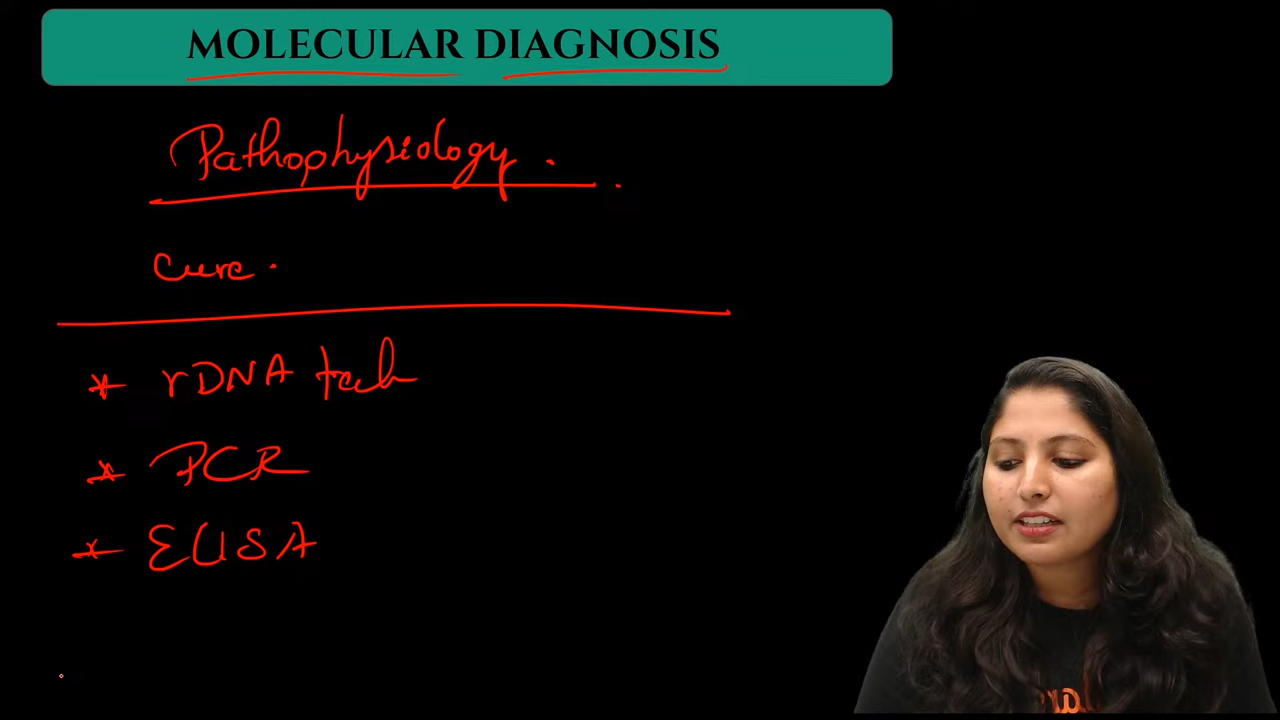 MOLECULAR DIAGNOSIS
Pathophysiology.
Cure.
* rDNA tech
* PCR
* ELISA